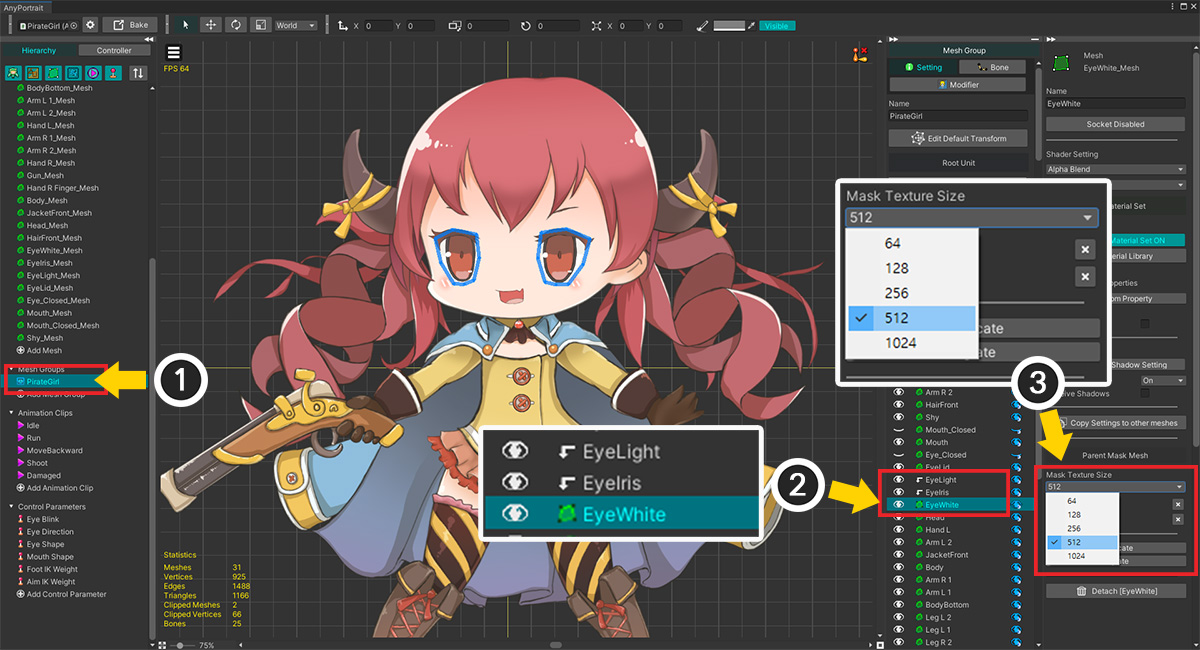 AnyPortrait
PirateGirl (A
Bake
World
X 0 Y 0
0
0
X 0 Y 0
Visible
Hierarchy
Controller
FPS 64
BodyBottom_Mesh
Arm L 1_Mesh
Arm L 2_Mesh
Hand L_Mesh
Arm R 1_Mesh
Arm R 2_Mesh
Hand R_Mesh
Gun_Mesh
Hand R Finger_Mesh
Body_Mesh
JacketFront_Mesh
Head_Mesh
HairFront_Mesh
EyeWhite_Mesh
EyeIris_Mesh
EyeLight_Mesh
EyeLid_Mesh
Eye_Closed_Mesh
Mouth_Mesh
Mouth_Closed_Mesh
Shy_Mesh
Add Mesh
Mesh Groups
PirateGirl
Add Mesh Group
1
Animation Clips
Idle
Run
MoveBackward
Shoot
Damaged
Add Animation Clip
Control Parameters
Eye Blink
Eye Direction
Eye Shape
Mouth Shape
Foot IK Weight
Aim IK Weight
Add Control Parameter
Statistics
Meshes 31
Vertices 925
Edges 1488
Triangles 1166
Clipped Meshes 2
Clipped Vertices 66
Bones 25
75%
EyeLight
EyeIris
EyeWhite
2
Mesh Group
Setting
Bone
Modifier
Name
PirateGirl
Edit Default Transform
Root Unit
Arm R 2
HairFront
Shy
Mouth_Closed
Mouth
Eye_Closed
EyeLid
EyeLight
EyeIris
EyeWhite
Head
Hand L
Arm L 2
JacketFront
Body
Arm R 1
Arm L 1
BodyBottom
Leg L 2
Leg L 1
Leg R 2
Mesh
EyeWhite_Mesh
Name
EyeWhite
Socket Disabled
Shader Setting
Alpha Blend
aterial Set
Material Set ON
erial Library
operties
om Property
Mask Texture Size
512
64
128
256
512
1024
cate
ate
3
Shadow Setting
On
ive Shadows
Copy Settings to other meshes
Parent Mask Mesh
Mask Texture Size
512
64
128
256
512
1024
cate
ate
Detach [EyeWhite]